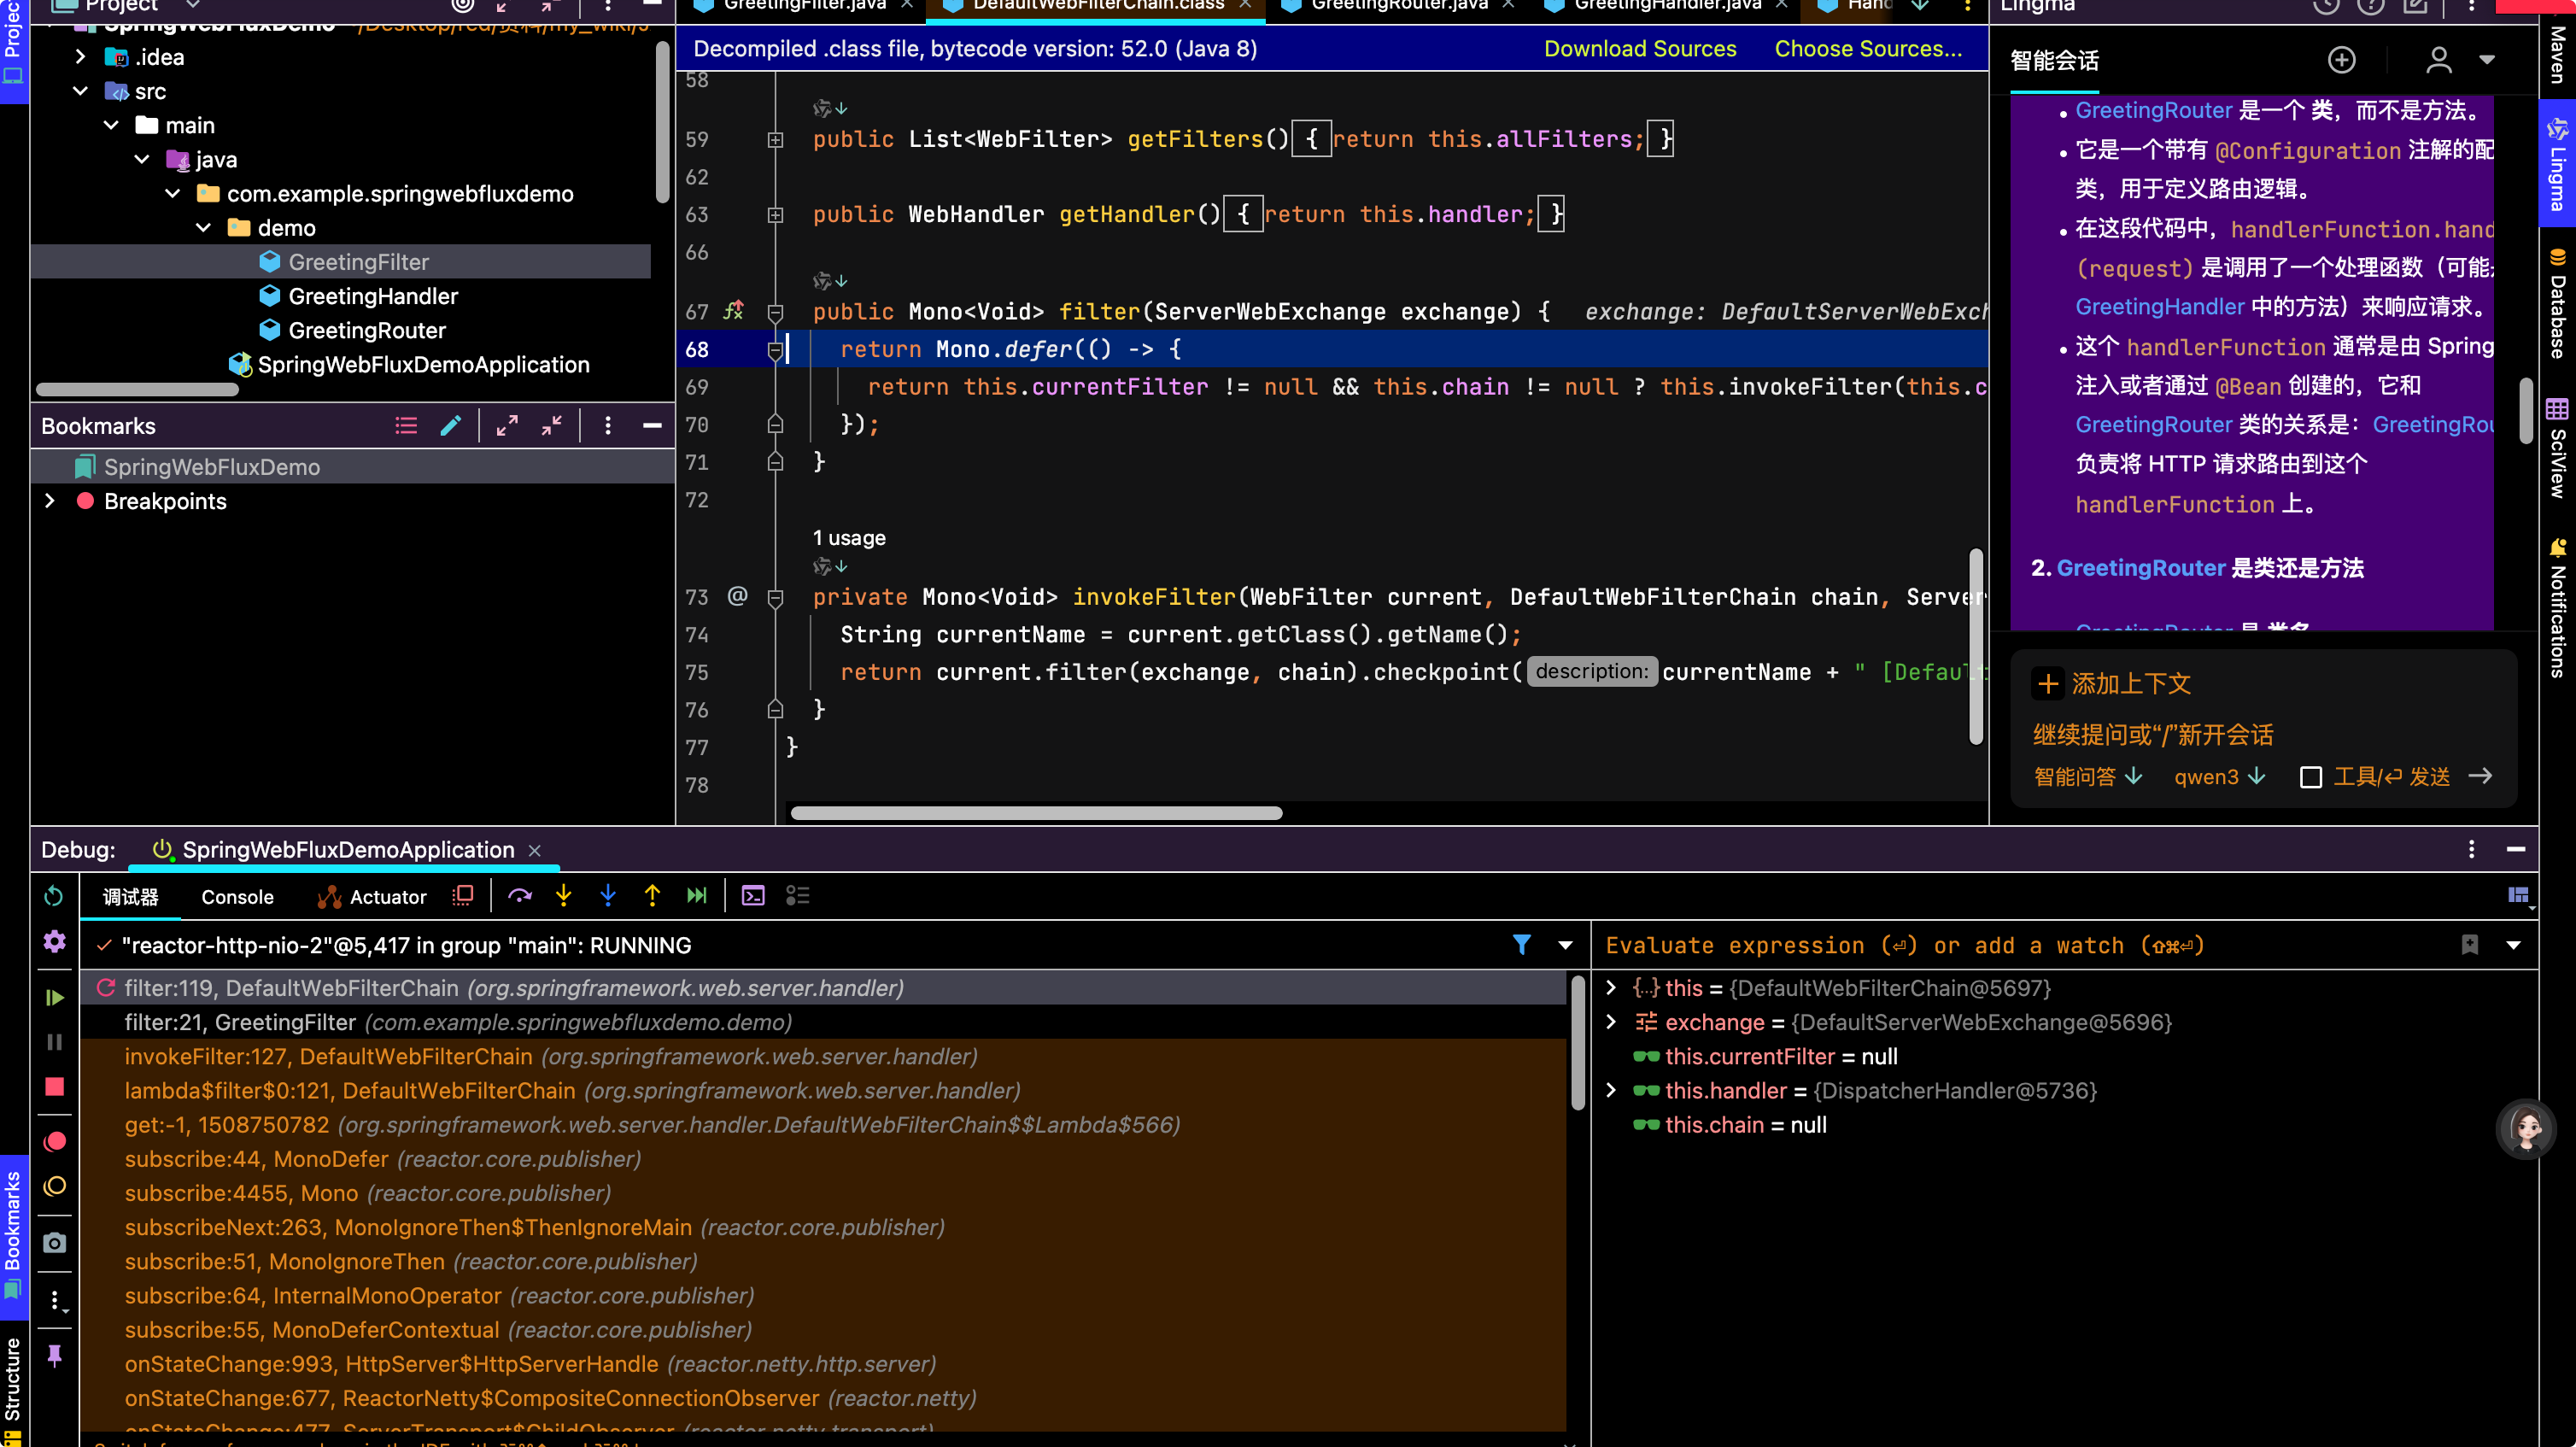 Project
SpringWebFluxDemo ~/Desktop/red/资料/my_wiki/J
.idea
src
main
java
com.example.springwebfluxdemo
demo
GreetingFilter
GreetingHandler
GreetingRouter
SpringWebFluxDemoApplication
Bookmarks
SpringWebFluxDemo
Breakpoints
GreetingFilter.java
DefaultWebFilterChain.class
GreetingRouter.java
GreetingHandler.java
Hand
Decompiled .class file, bytecode version: 52.0 (Java 8)
Download Sources
Choose Sources...
58
59 public List<WebFilter> getFilters() { return this.allFilters; }
62
63 public WebHandler getHandler() { return this.handler; }
66
67 public Mono<Void> filter(ServerWebExchange exchange) { exchange: DefaultServerWebExch
68 return Mono.defer(() -> {
69 return this.currentFilter != null && this.chain != null ? this.invokeFilter(this.c
70 });
71 }
72
1 usage
73 @ private Mono<Void> invokeFilter(WebFilter current, DefaultWebFilterChain chain, Server
74 String currentName = current.getClass().getName();
75 return current.filter(exchange, chain).checkpoint( description: currentName + " [Default
76 }
77 }
78
Lingma
智能会话
GreetingRouter 是一个 类，而不是方法。
它是一个带有 @Configuration 注解的配
类，用于定义路由逻辑。
在这段代码中，handlerFunction.hand
(request) 是调用了一个处理函数（可能
GreetingHandler 中的方法）来响应请求。
这个 handlerFunction 通常是由 Spring
注入或者通过 @Bean 创建的，它和
GreetingRouter 类的关系是：GreetingRou
负责将 HTTP 请求路由到这个
handlerFunction 上。
2. GreetingRouter 是类还是方法
添加上下文
继续提问或“/”新开会话
智能问答
qwen3
工具/⏎ 发送
Project
Bookmarks
Structure
Maven
Lingma
Database
SciView
Notifications
Debug:
SpringWebFluxDemoApplication
调试器
Console
Actuator
"reactor-http-nio-2"@5,417 in group "main": RUNNING
filter:119, DefaultWebFilterChain (org.springframework.web.server.handler)
filter:21, GreetingFilter (com.example.springwebfluxdemo.demo)
invokeFilter:127, DefaultWebFilterChain (org.springframework.web.server.handler)
lambda$filter$0:121, DefaultWebFilterChain (org.springframework.web.server.handler)
get:-1, 1508750782 (org.springframework.web.server.handler.DefaultWebFilterChain$$Lambda$566)
subscribe:44, MonoDefer (reactor.core.publisher)
subscribe:4455, Mono (reactor.core.publisher)
subscribeNext:263, MonoIgnoreThen$ThenIgnoreMain (reactor.core.publisher)
subscribe:51, MonoIgnoreThen (reactor.core.publisher)
subscribe:64, InternalMonoOperator (reactor.core.publisher)
subscribe:55, MonoDeferContextual (reactor.core.publisher)
onStateChange:993, HttpServer$HttpServerHandle (reactor.netty.http.server)
onStateChange:677, ReactorNetty$CompositeConnectionObserver (reactor.netty)
onStateChange:477, ServerTransport$ChildObserver (reactor.netty.transport)
Evaluate expression (⏎) or add a watch (⇧⌘⏎)
this = {DefaultWebFilterChain@5697}
exchange = {DefaultServerWebExchange@5696}
this.currentFilter = null
this.handler = {DispatcherHandler@5736}
this.chain = null